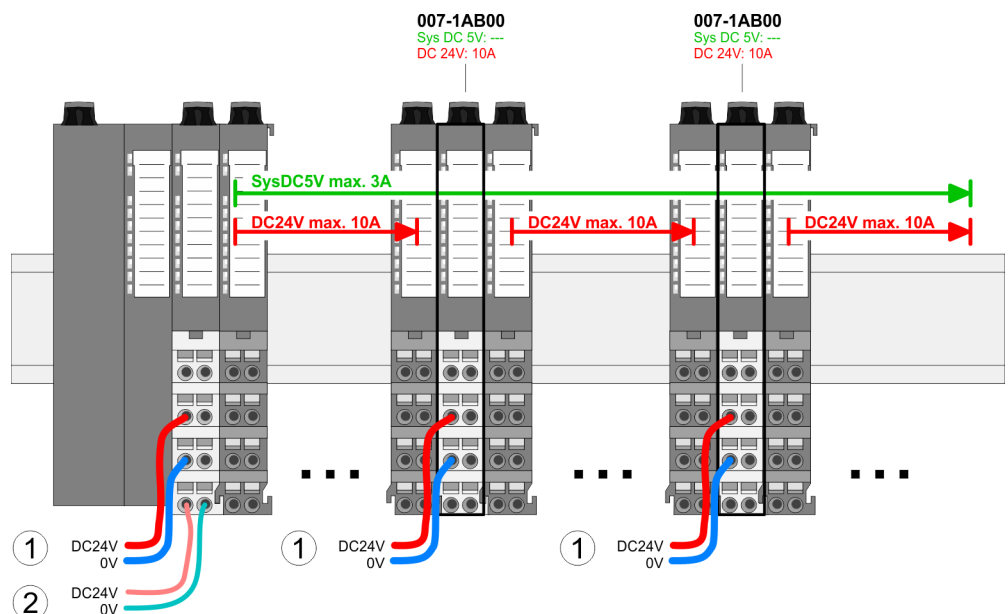 007-1AB00
Sys DC 5V: ---
DC 24V: 10A
007-1AB00
Sys DC 5V: ---
DC 24V: 10A
SysDC5V max. 3A
DC24V max. 10A
DC24V max. 10A
DC24V max. 10A
1
DC24V
0V
2
DC24V
0V
1
DC24V
0V
1
DC24V
0V